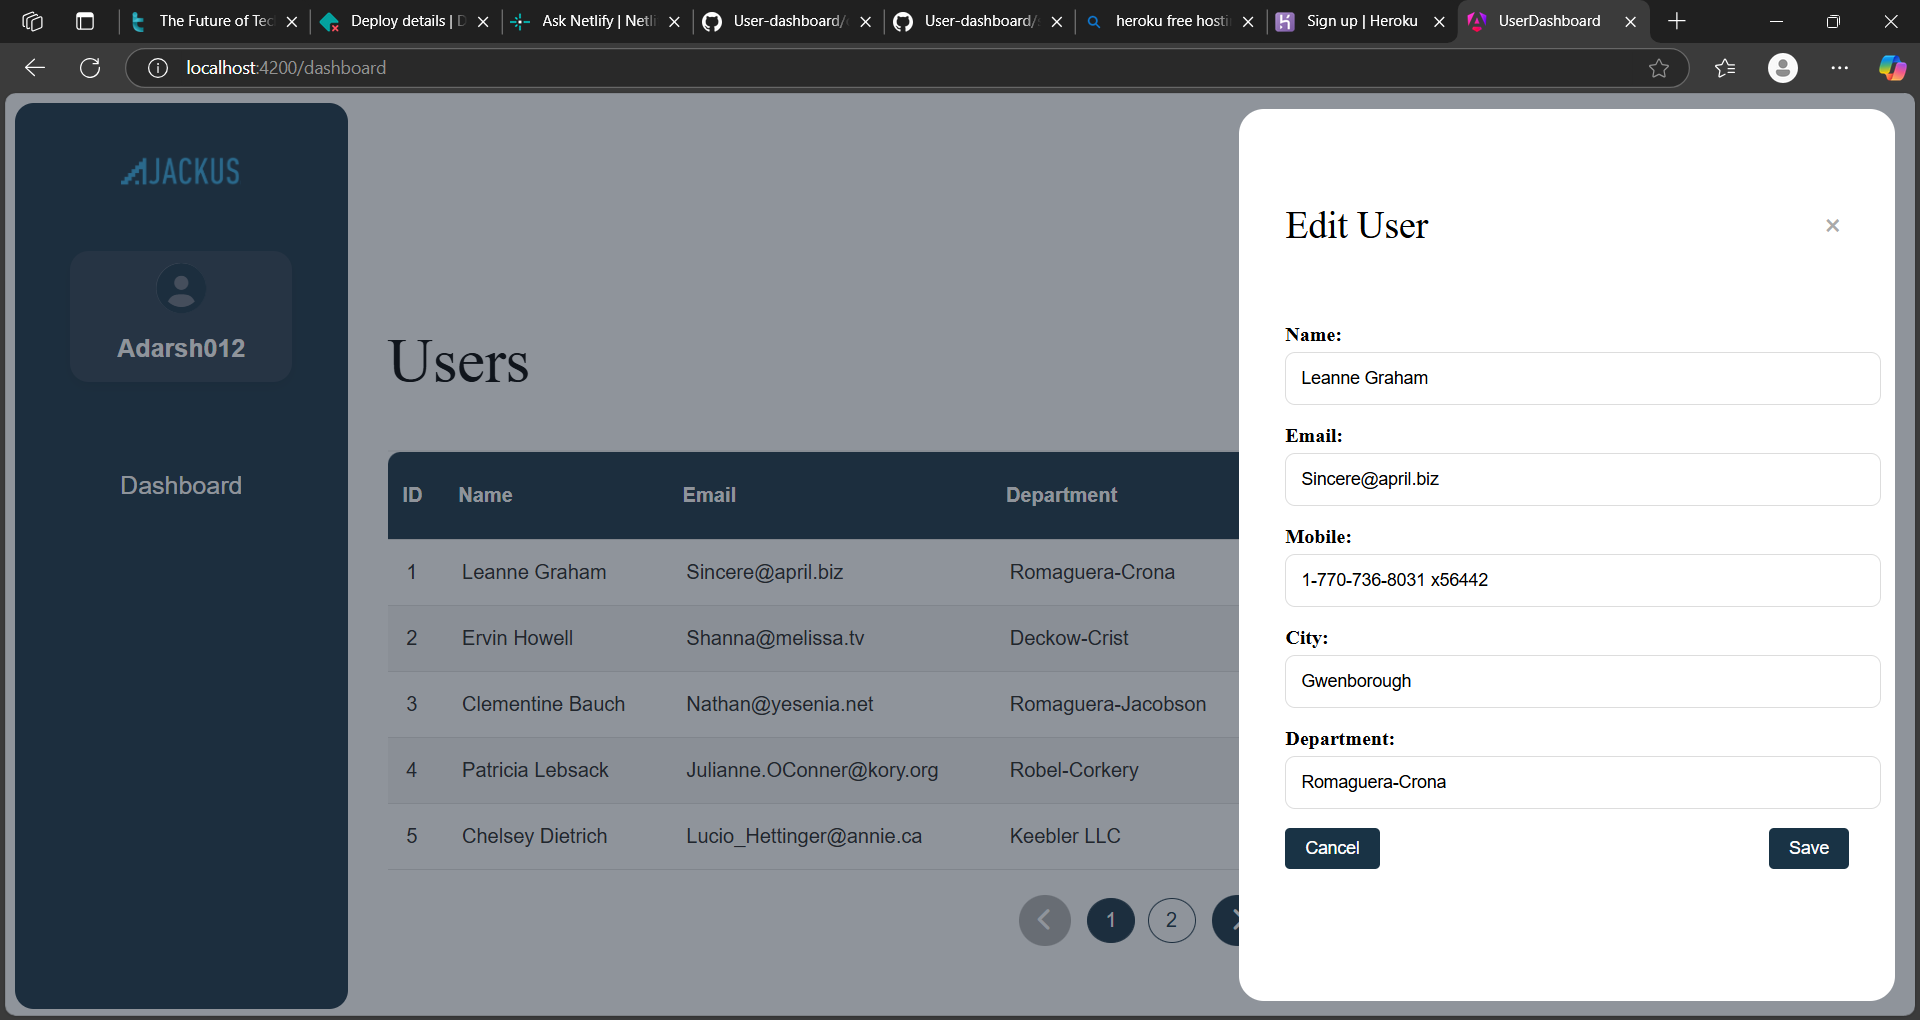 The Future of Tec
Deploy details | D
Ask Netlify | Netli
User-dashboard/
User-dashboard/
heroku free hosti
Sign up | Heroku
UserDashboard
localhost:4200/dashboard
AJACKUS
Adarsh012
Dashboard
Users
ID Name Email Department
1 Leanne Graham Sincere@april.biz Romaguera-Crona
2 Ervin Howell Shanna@melissa.tv Deckow-Crist
3 Clementine Bauch Nathan@yesenia.net Romaguera-Jacobson
4 Patricia Lebsack Julianne.OConner@kory.org Robel-Corkery
5 Chelsey Dietrich Lucio_Hettinger@annie.ca Keebler LLC
1 2
Edit User
Name:
Leanne Graham
Email:
Sincere@april.biz
Mobile:
1-770-736-8031 x56442
City:
Gwenborough
Department:
Romaguera-Crona
Cancel Save